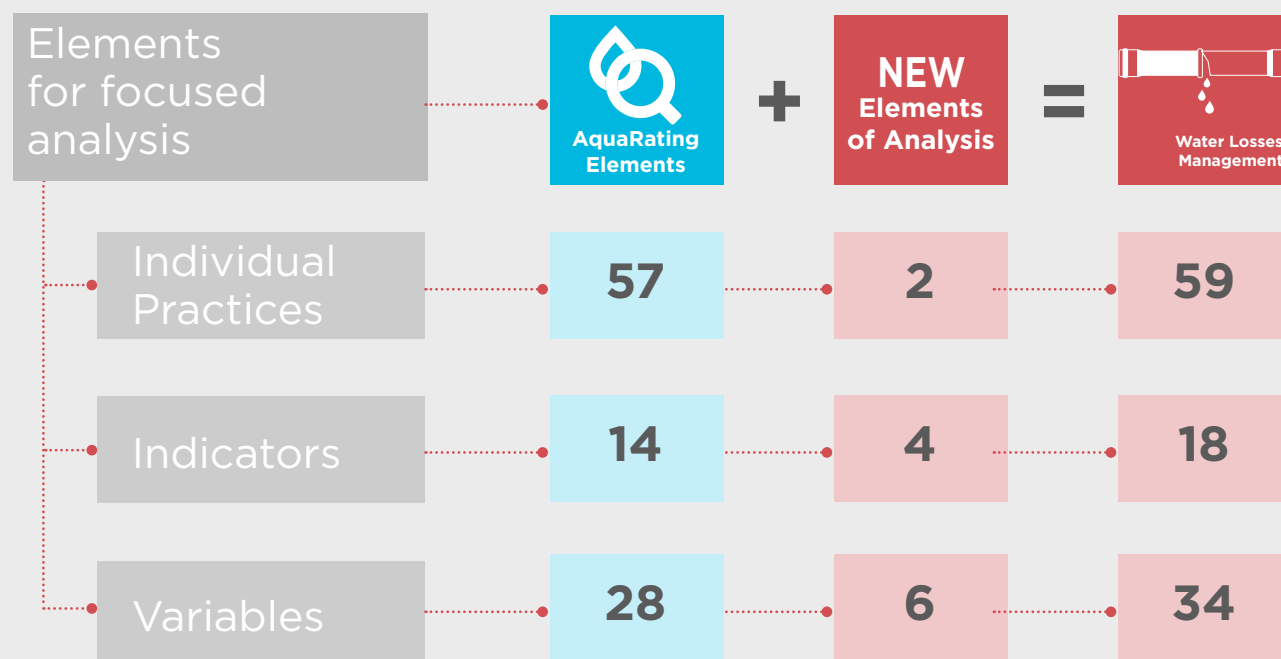 Elements
for focused
analysis
AquaRating
Elements
+
NEW
Elements
of Analysis
=
Water Losses
Management
Individual
Practices
57
2
59
Indicators
14
4
18
Variables
28
6
34